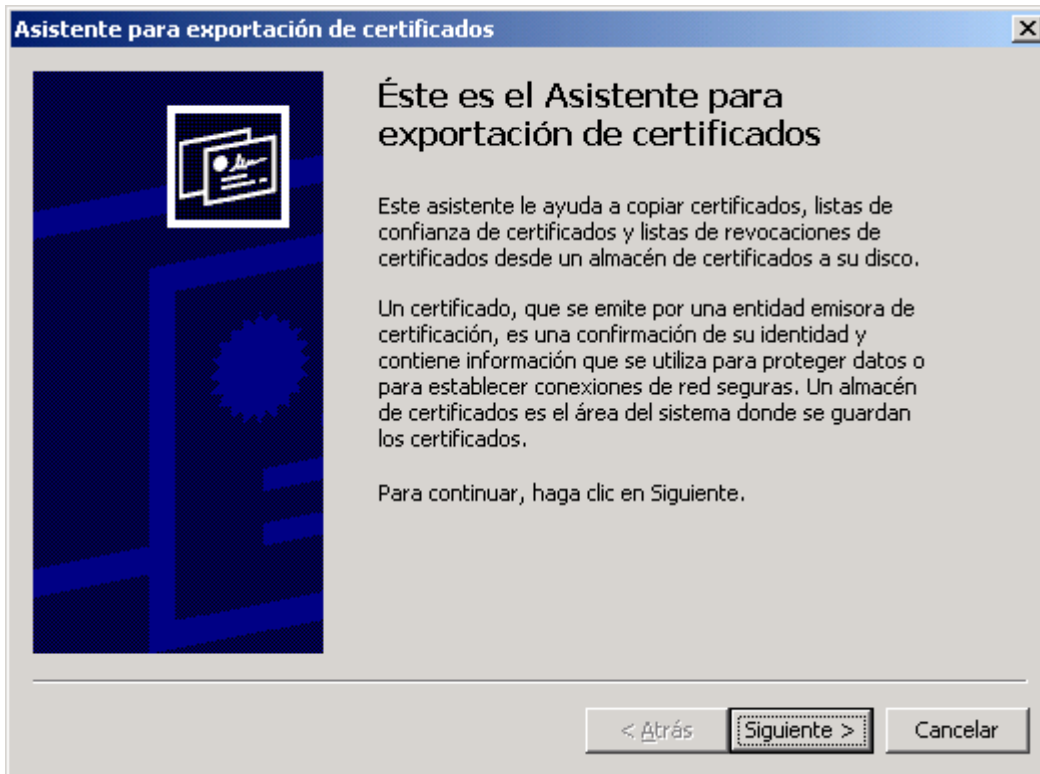 Asistente para exportación de certificados
Éste es el Asistente para
exportación de certificados
Este asistente le ayuda a copiar certificados, listas de
confianza de certificados y listas de revocaciones de
certificados desde un almacén de certificados a su disco.
Un certificado, que se emite por una entidad emisora de
certificación, es una confirmación de su identidad y
contiene información que se utiliza para proteger datos o
para establecer conexiones de red seguras. Un almacén
de certificados es el área del sistema donde se guardan
los certificados.
Para continuar, haga clic en Siguiente.
< Atrás Siguiente > Cancelar